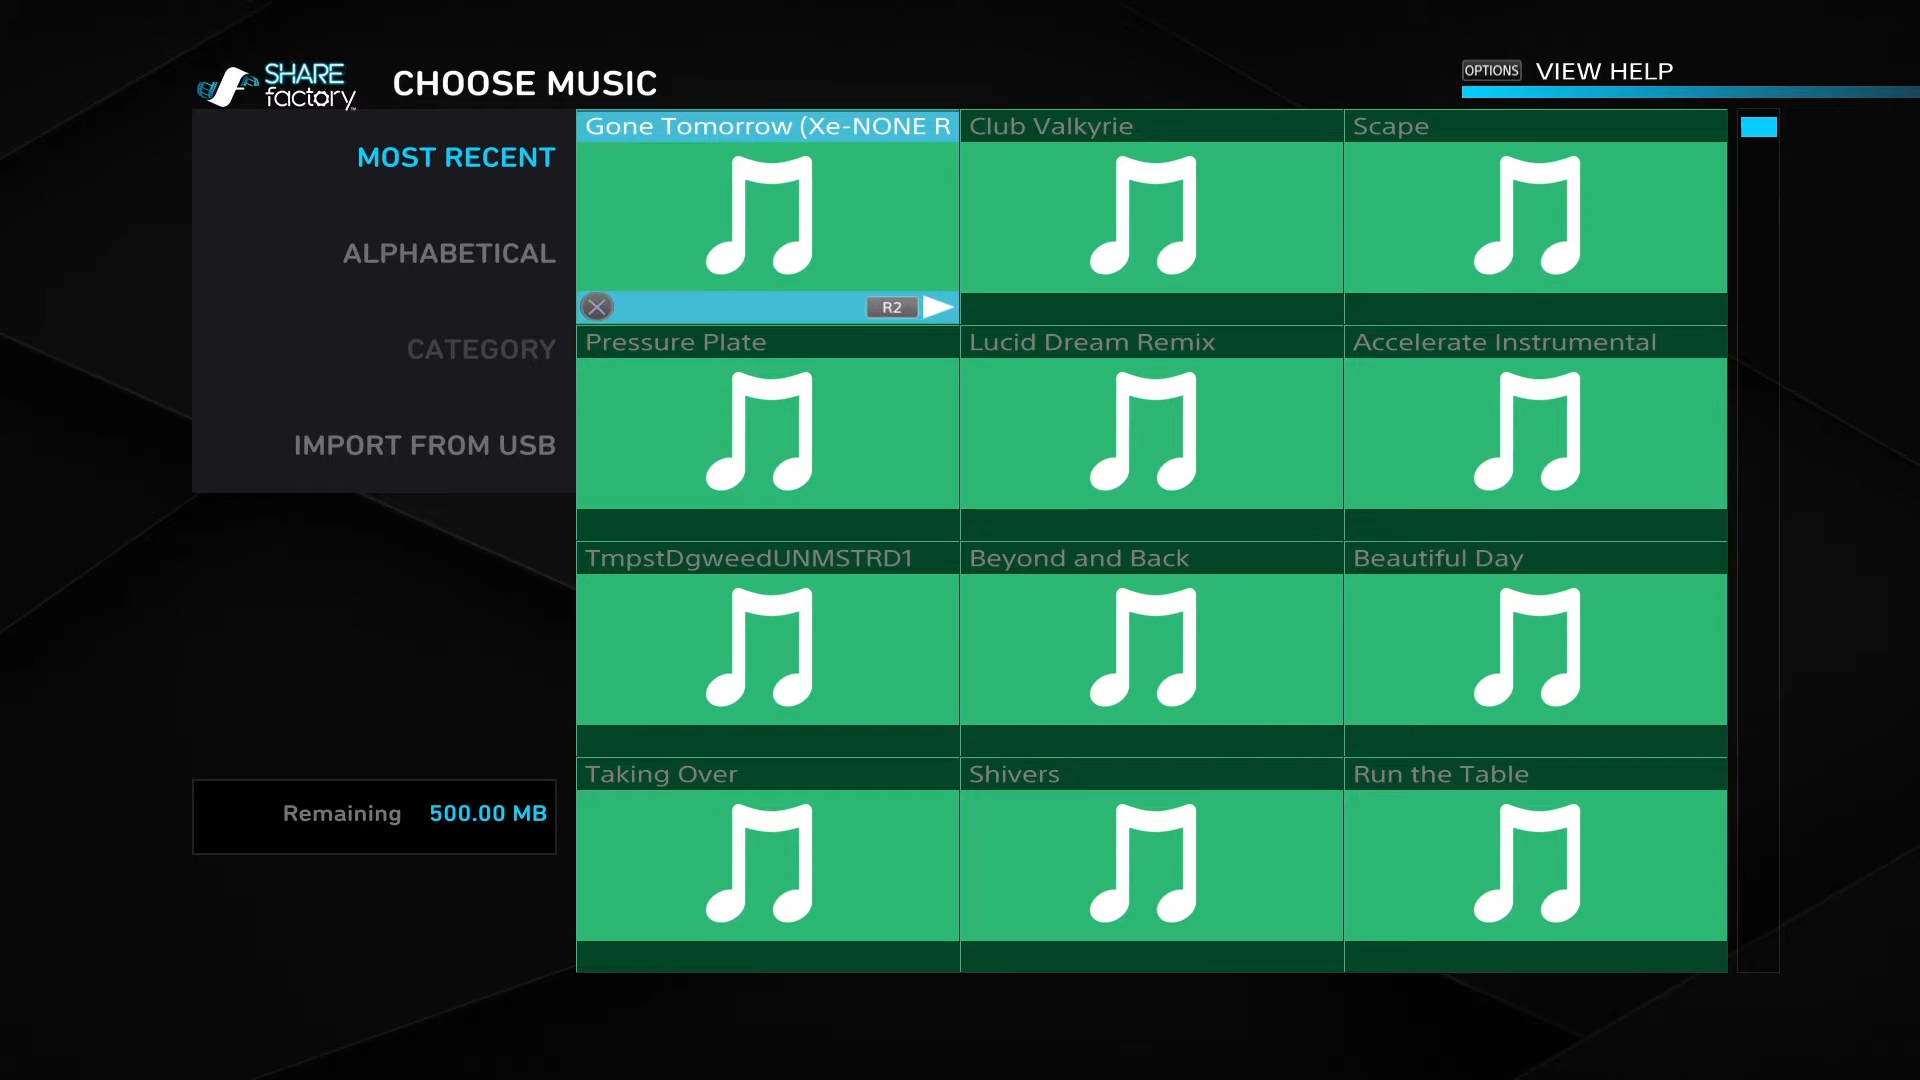 SHARE
factory™
CHOOSE MUSIC
OPTIONS VIEW HELP
MOST RECENT
ALPHABETICAL
CATEGORY
IMPORT FROM USB
Remaining 500.00 MB
Gone Tomorrow (Xe-NONE R
Club Valkyrie
Scape
R2
Pressure Plate
Lucid Dream Remix
Accelerate Instrumental
TmpstDgweedUNMSTRD1
Beyond and Back
Beautiful Day
Taking Over
Shivers
Run the Table